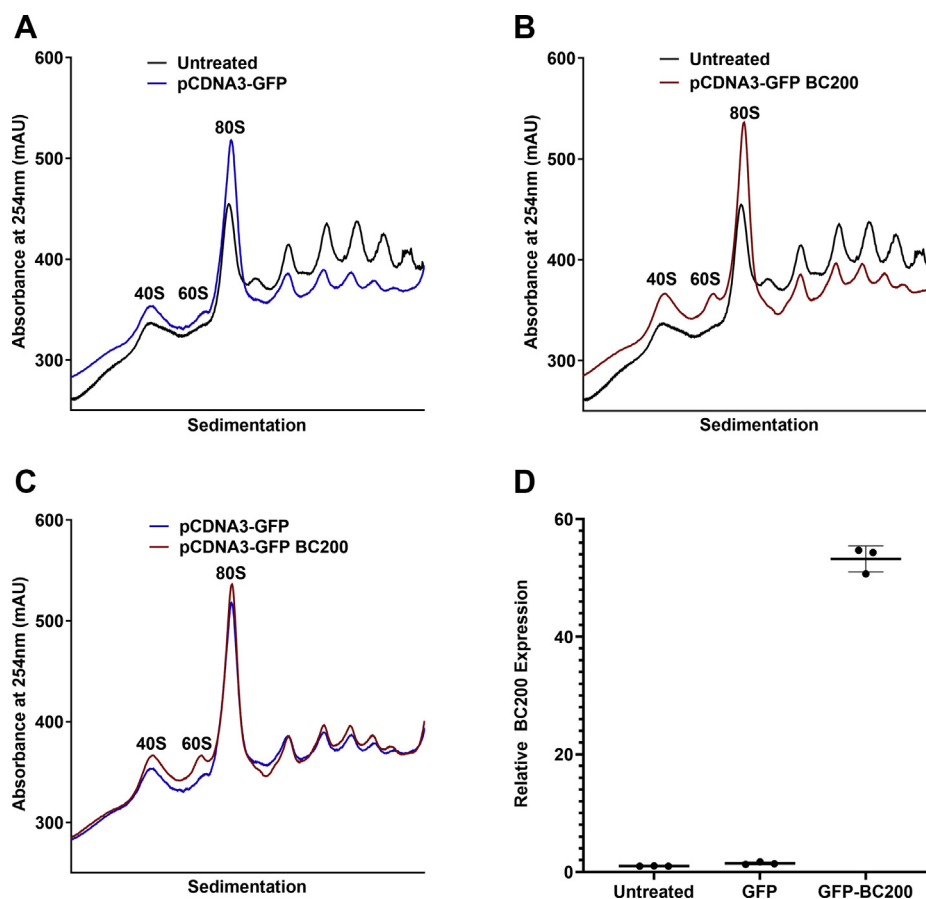 A
600
500
400
300
Absorbance at 254nm (mAU)
Untreated
pCDNA3-GFP
80S
40S
60S
Sedimentation
B
600
500
400
300
Absorbance at 254nm (mAU)
Untreated
pCDNA3-GFP BC200
80S
40S
60S
Sedimentation
C
600
500
400
300
Absorbance at 254nm (mAU)
pCDNA3-GFP
pCDNA3-GFP BC200
80S
40S
60S
Sedimentation
D
60
40
20
0
Relative BC200 Expression
Untreated
GFP
GFP-BC200